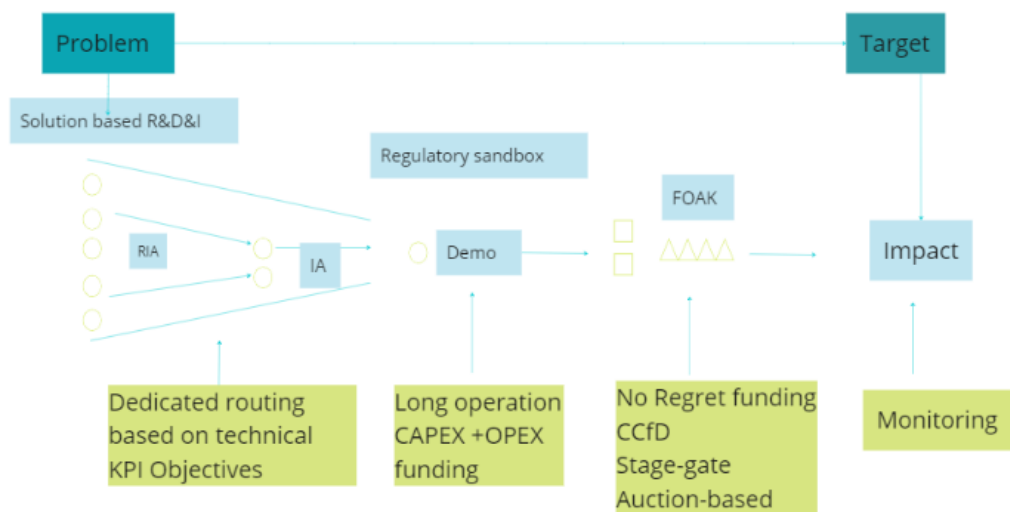 Problem
Target
Solution based R&D&I
Regulatory sandbox
FOAK
RIA
IA
Demo
Impact
Dedicated routing
based on technical
KPI Objectives
Long operation
CAPEX +OPEX
funding
No Regret funding
CCfD
Stage-gate
Auction-based
Monitoring